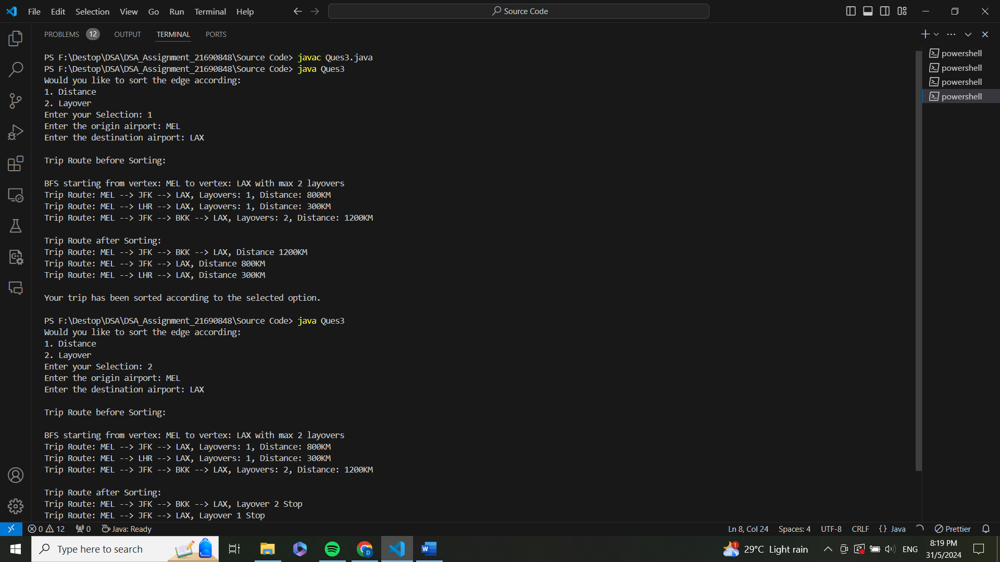 File Edit Selection View Go Run Terminal Help
Source Code
PROBLEMS 12 OUTPUT TERMINAL PORTS
PS F:\Destop\DSA\DSA_Assignment_21690848\Source Code> javac Ques3.java
PS F:\Destop\DSA\DSA_Assignment_21690848\Source Code> java Ques3
Would you like to sort the edge according:
1. Distance
2. Layover
Enter your Selection: 1
Enter the origin airport: MEL
Enter the destination airport: LAX
Trip Route before Sorting:
BFS starting from vertex: MEL to vertex: LAX with max 2 layovers
Trip Route: MEL --> JFK --> LAX, Layovers: 1, Distance: 800KM
Trip Route: MEL --> LHR --> LAX, Layovers: 1, Distance: 300KM
Trip Route: MEL --> JFK --> BKK --> LAX, Layovers: 2, Distance: 1200KM
Trip Route after Sorting:
Trip Route: MEL --> JFK --> BKK --> LAX, Distance 1200KM
Trip Route: MEL --> JFK --> LAX, Distance 800KM
Trip Route: MEL --> LHR --> LAX, Distance 300KM
Your trip has been sorted according to the selected option.
PS F:\Destop\DSA\DSA_Assignment_21690848\Source Code> java Ques3
Would you like to sort the edge according:
1. Distance
2. Layover
Enter your Selection: 2
Enter the origin airport: MEL
Enter the destination airport: LAX
Trip Route before Sorting:
BFS starting from vertex: MEL to vertex: LAX with max 2 layovers
Trip Route: MEL --> JFK --> LAX, Layovers: 1, Distance: 800KM
Trip Route: MEL --> LHR --> LAX, Layovers: 1, Distance: 300KM
Trip Route: MEL --> JFK --> BKK --> LAX, Layovers: 2, Distance: 1200KM
Trip Route after Sorting:
Trip Route: MEL --> JFK --> BKK --> LAX, Layover 2 Stop
Trip Route: MEL --> JFK --> LAX, Layover 1 Stop
powershell
powershell
powershell
powershell
0 12 0 Java: Ready
Ln 8, Col 24 Spaces: 4 UTF-8 CRLF {} Java Prettier
Type here to search
1 29°C Light rain ENG
8:19 PM
31/5/2024